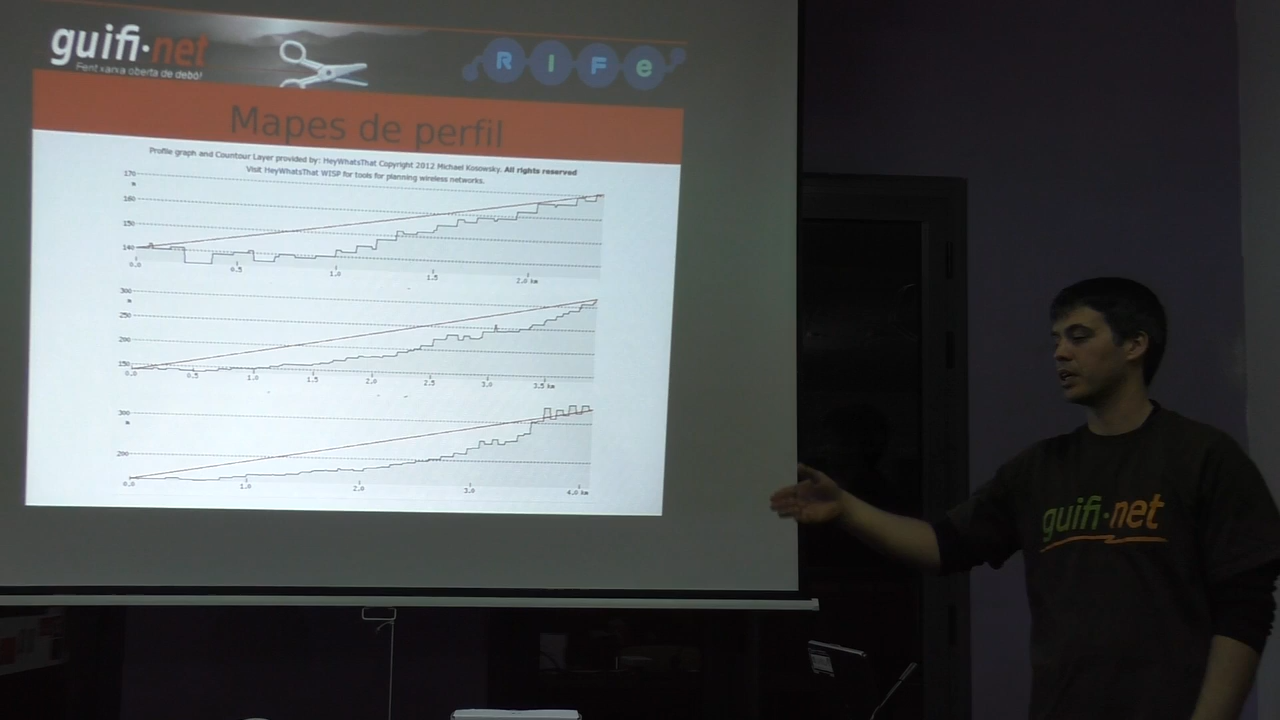 guifi·net
Fent xarxa oberta de debò!
R I F e
Mapes de perfil
Profile graph and Countour Layer provided by: HeyWhatsThat Copyright 2012 Michael Kosowsky. All rights reserved
Visit HeyWhatsThat WISP for tools for planning wireless networks.
170
m
160
150
140
0.0 0.5 1.0 1.5 2.0 km
300
m
250
200
150
0.0 0.5 1.0 1.5 2.0 2.5 3.0 3.5 km
300
m
200
0.0 1.0 2.0 3.0 4.0 km
guifi·net